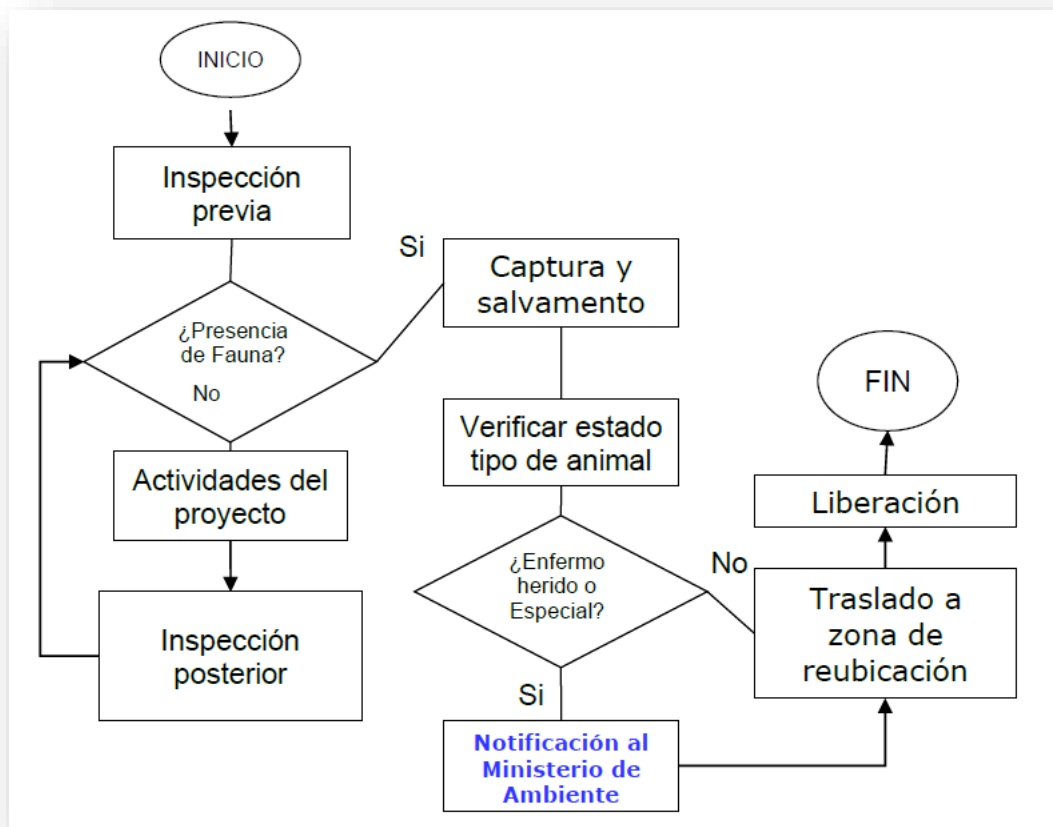 INICIO
Inspección
previa
¿Presencia
de Fauna?
No
Si
Actividades del
proyecto
Inspección
posterior
Captura y
salvamento
Verificar estado
tipo de animal
¿Enfermo
herido o
Especial?
Si
No
Notificación al
Ministerio de
Ambiente
Traslado a
zona de
reubicación
Liberación
FIN